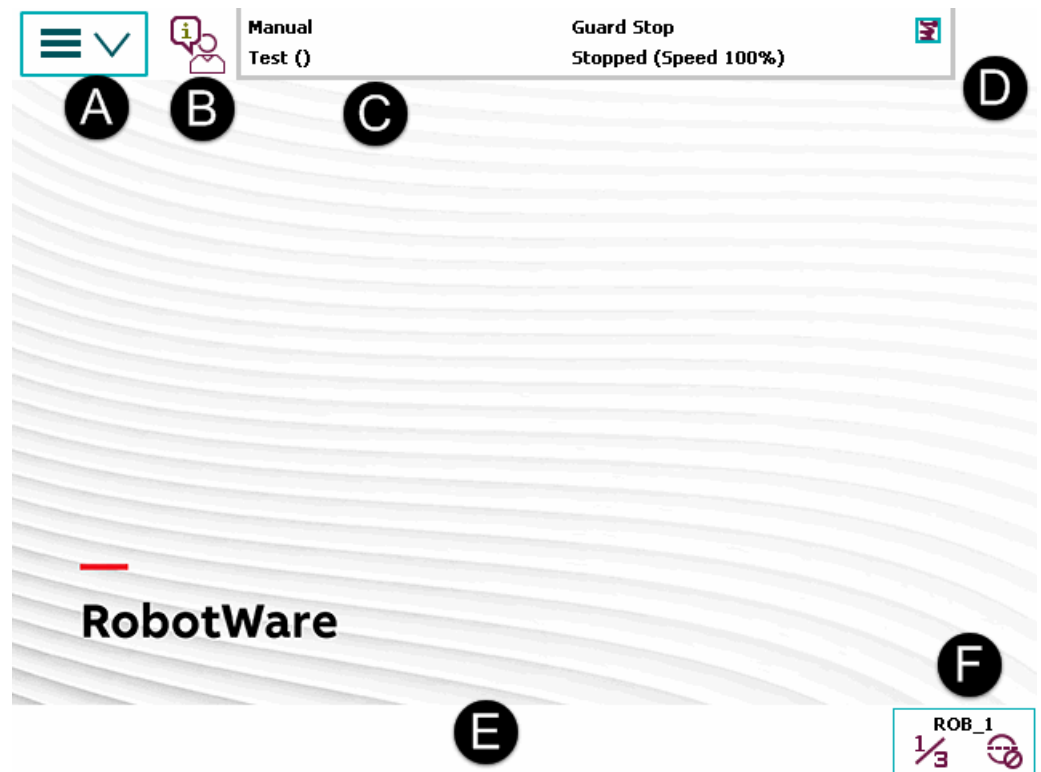 Manual
Guard Stop
Test ()
Stopped (Speed 100%)
A
B
C
D
RobotWare
F
E
ROB_1
1/3